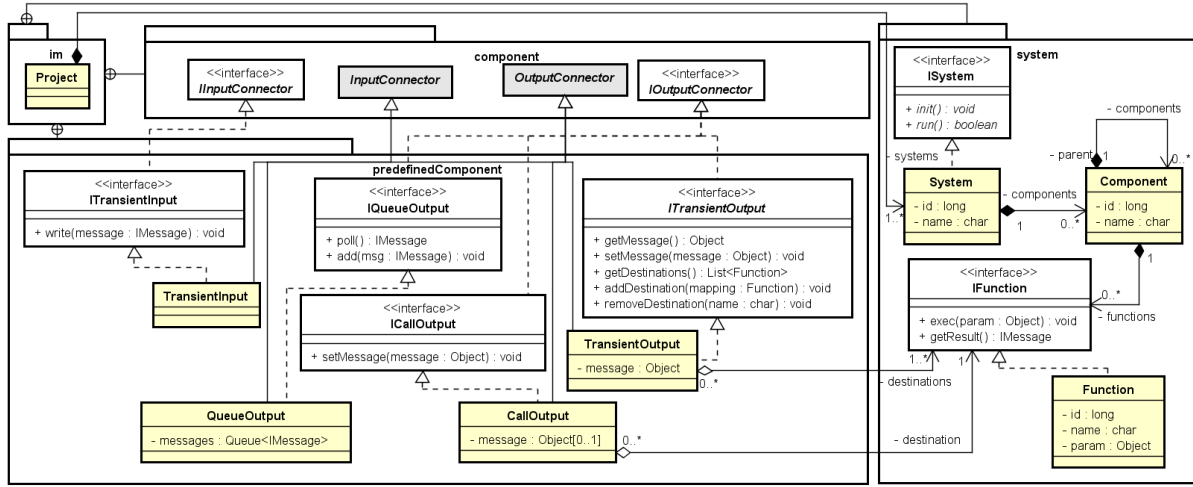 im
Project
component
<<interface>>
IInputConnector
InputConnector
OutputConnector
<<interface>>
IOutputConnector
predefinedComponent
<<interface>>
ITransientInput
+ write(message : IMessage) : void
TransientInput
<<interface>>
IQueueOutput
+ poll() : IMessage
+ add(msg : IMessage) : void
<<interface>>
ICallOutput
+ setMessage(message : Object) : void
<<interface>>
ITransientOutput
+ getMessage() : Object
+ setMessage(message : Object) : void
+ getDestinations() : List<Function>
+ addDestination(mapping : Function) : void
+ removeDestination(name : char) : void
TransientOutput
- message : Object
0..*
QueueOutput
- messages : Queue<IMessage>
CallOutput
- message : Object[0..1]
0..*
system
<<interface>>
ISystem
+ init() : void
+ run() : boolean
- systems
1..*
System
- id : long
- name : char
- components
1
0..*
- components
- parent
1
0..*
Component
- id : long
- name : char
1
0..*
- functions
<<interface>>
IFunction
+ exec(param : Object) : void
+ getResult() : IMessage
1..*
1
- destinations
- destination
Function
- id : long
- name : char
- param : Object